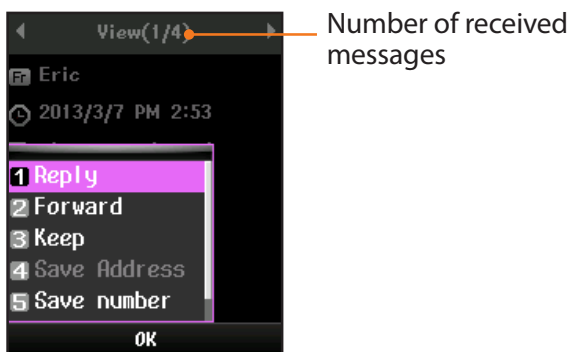 View(1/4)
Number of received
messages
Fr Eric
2013/3/7 PM 2:53
1 Reply
2 Forward
3 Keep
4 Save Address
5 Save number
OK